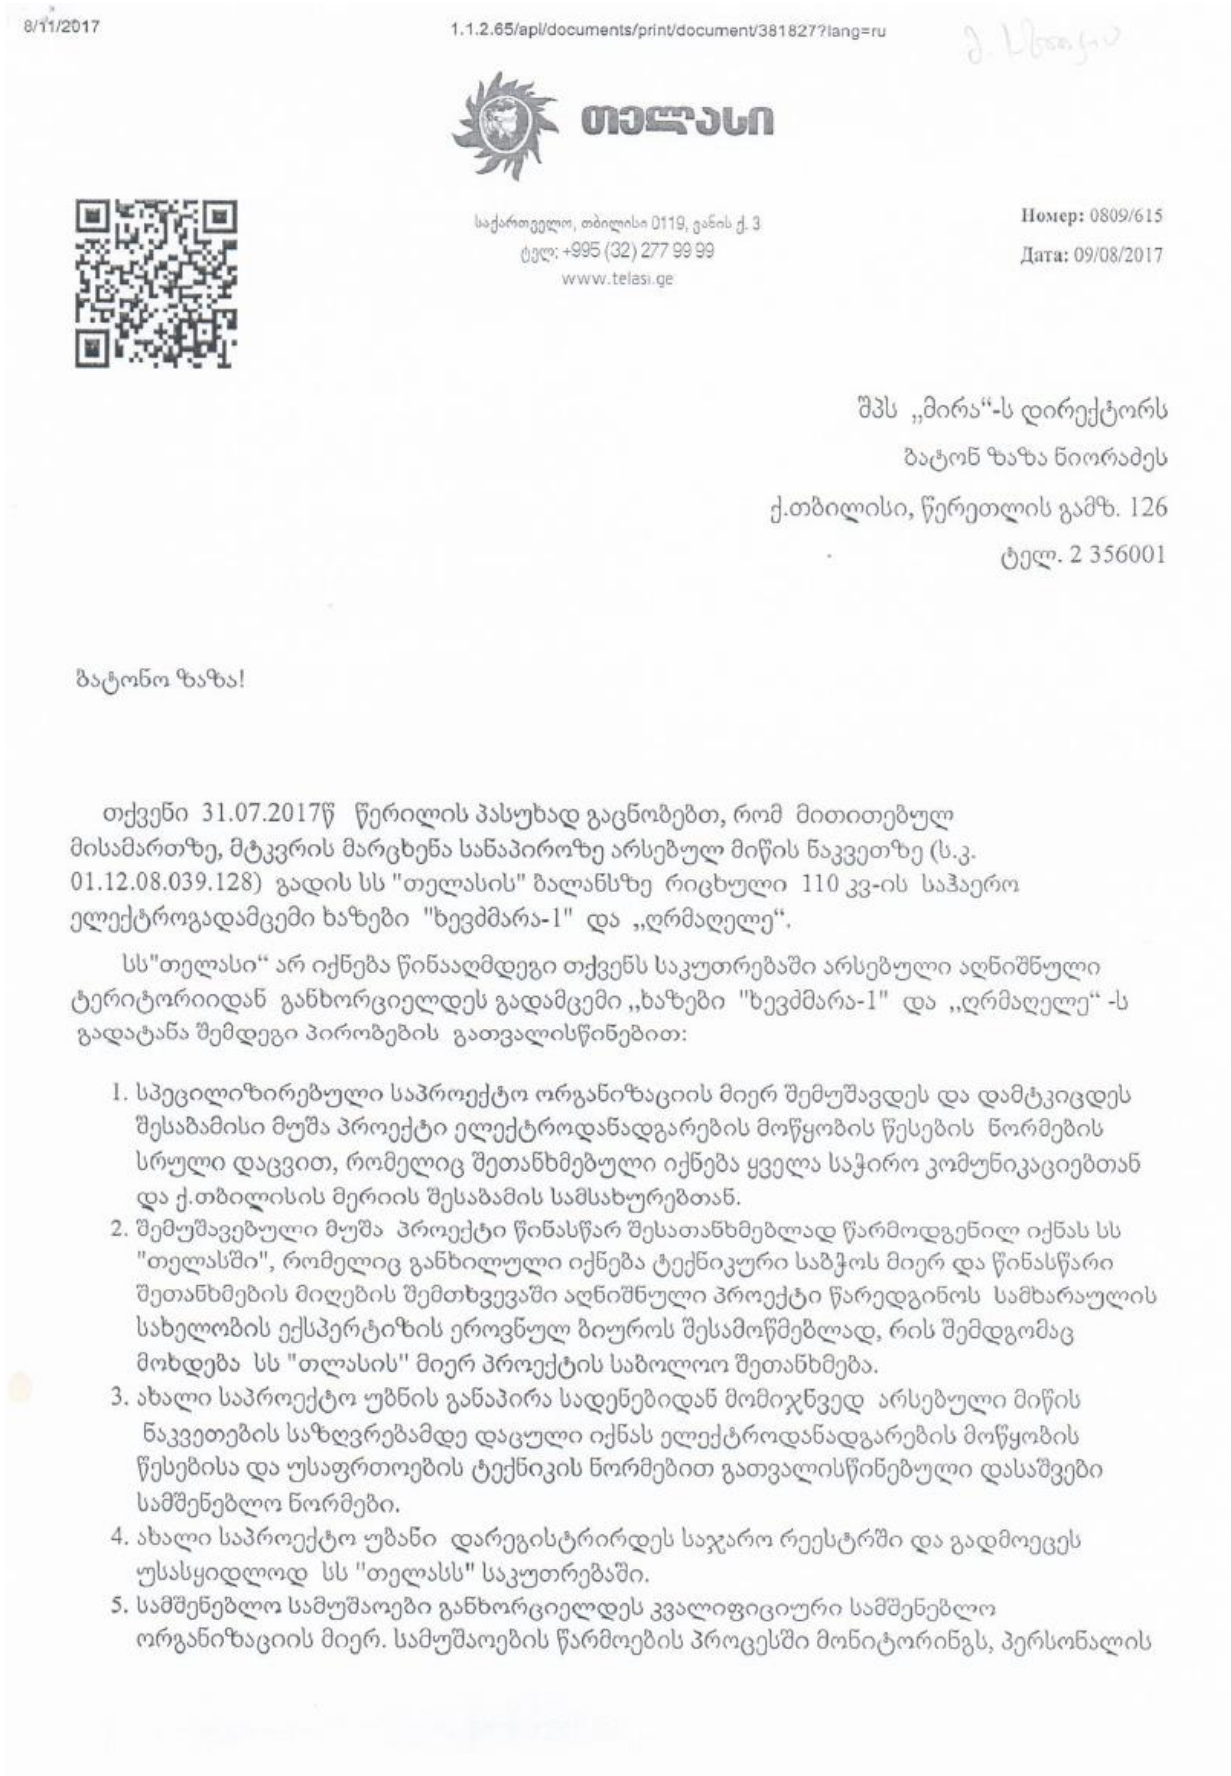 8/11/2017
1.1.2.65/api/documents/print/document/381827?lang=ru
თელასი
საქართველო, თბილისი 0119, ვანის ქ. 3
ტელ: +995 (32) 277 99 99
www.telasi.ge
Номер: 0809/615
Дата: 09/08/2017
შპს „მირა“-ს დირექტორს
ბატონ ზაზა ნიორაძეს
ქ.თბილისი, წერეთლის გამზ. 126
ტელ. 2 356001
ბატონო ზაზა!
თქვენი 31.07.2017წ წერილის პასუხად გაცნობებთ, რომ მითითებულ
მისამართზე, მტკვრის მარცხენა სანაპიროზე არსებულ მიწის ნაკვეთზე (ს.კ.
01.12.08.039.128) გადის სს "თელასის" ბალანსზე რიცხული 110 კვ-ის საჰაერო
ელექტროგადამცემი ხაზები "ხევძმარა-1" და „ღრმაღელე“.
სს"თელასი“ არ იქნება წინააღმდეგი თქვენს საკუთრებაში არსებული აღნიშნული
ტერიტორიიდან განხორციელდეს გადამცემი „ხაზები "ხევძმარა-1" და „ღრმაღელე“ -ს
გადატანა შემდეგი პირობების გათვალისწინებით:
1. სპეცილიზირებული საპროექტო ორგანიზაციის მიერ შემუშავდეს და დამტკიცდეს
შესაბამისი მუშა პროექტი ელექტროდანადგარების მოწყობის წესების ნორმების
სრული დაცვით, რომელიც შეთანხმებული იქნება ყველა საჭირო კომუნიკაციებთან
და ქ.თბილისის მერიის შესაბამის სამსახურებთან.
2. შემუშავებული მუშა პროექტი წინასწარ შესათანხმებლად წარმოდგენილ იქნას სს
"თელასში", რომელიც განხილული იქნება ტექნიკური საბჭოს მიერ და წინასწარი
შეთანხმების მიღების შემთხვევაში აღნიშნული პროექტი წარედგინოს სამხარაულის
სახელობის ექსპერტიზის ეროვნულ ბიუროს შესამოწმებლად, რის შემდგომაც
მოხდება სს "თლასის" მიერ პროექტის საბოლოო შეთანხმება.
3. ახალი საპროექტო უბნის განაპირა სადენებიდან მომიჯნვედ არსებული მიწის
ნაკვეთების საზღვრებამდე დაცული იქნას ელექტროდანადგარების მოწყობის
წესებისა და უსაფრთოების ტექნიკის ნორმებით გათვალისწინებული დასაშვები
სამშენებლო ნორმები.
4. ახალი საპროექტო უბანი დარეგისტრირდეს საჯარო რეესტრში და გადმოეცეს
უსასყიდლოდ სს "თელასს" საკუთრებაში.
5. სამშენებლო სამუშაოები განხორციელდეს კვალიფიციური სამშენებლო
ორგანიზაციის მიერ. სამუშაოების წარმოების პროცესში მონიტორინგს, პერსონალის